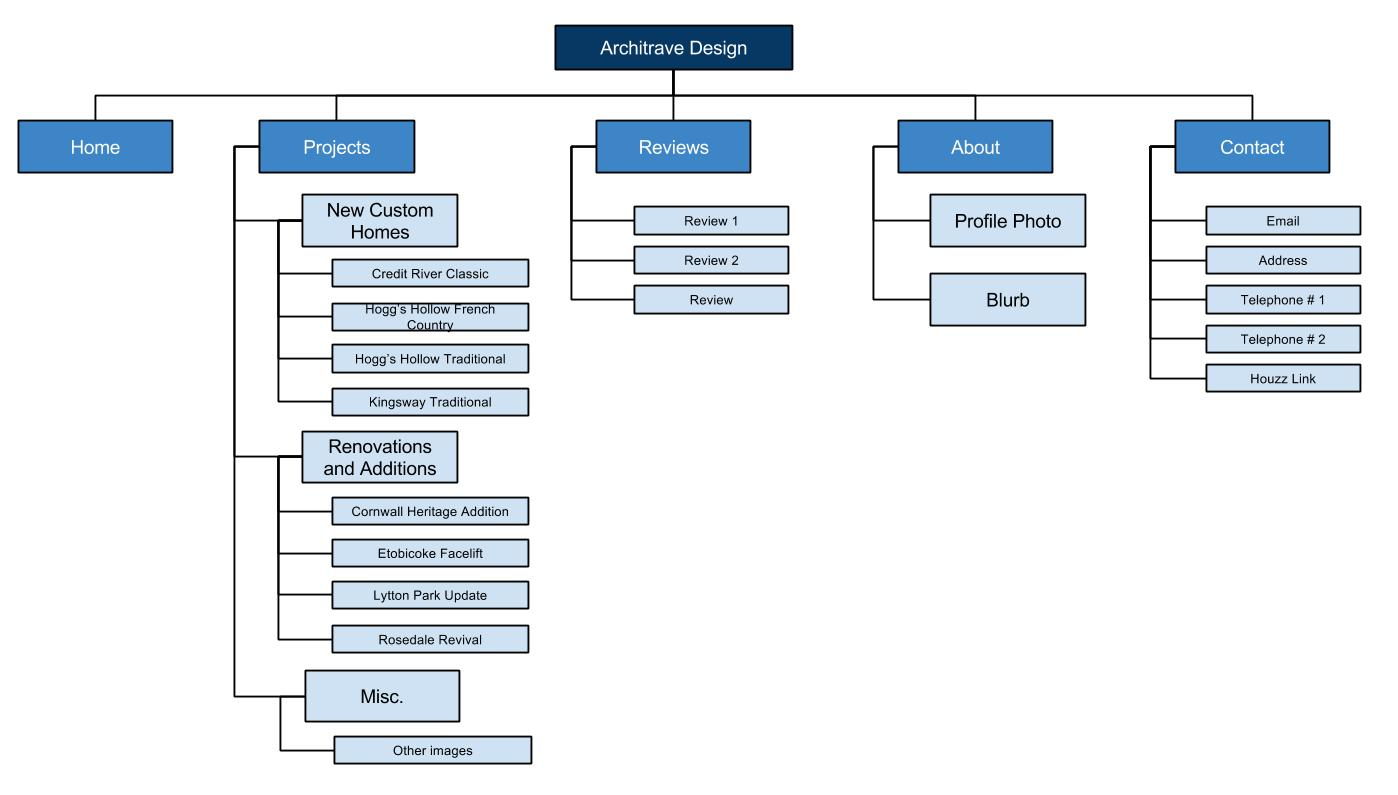 Architrave Design
Home
Projects
Reviews
About
Contact
New Custom
Homes
Credit River Classic
Hogg's Hollow French
Country
Hogg's Hollow Traditional
Kingsway Traditional
Renovations
and Additions
Cornwall Heritage Addition
Etobicoke Facelift
Lytton Park Update
Rosedale Revival
Misc.
Other images
Review 1
Review 2
Review
Profile Photo
Blurb
Email
Address
Telephone # 1
Telephone # 2
Houzz Link